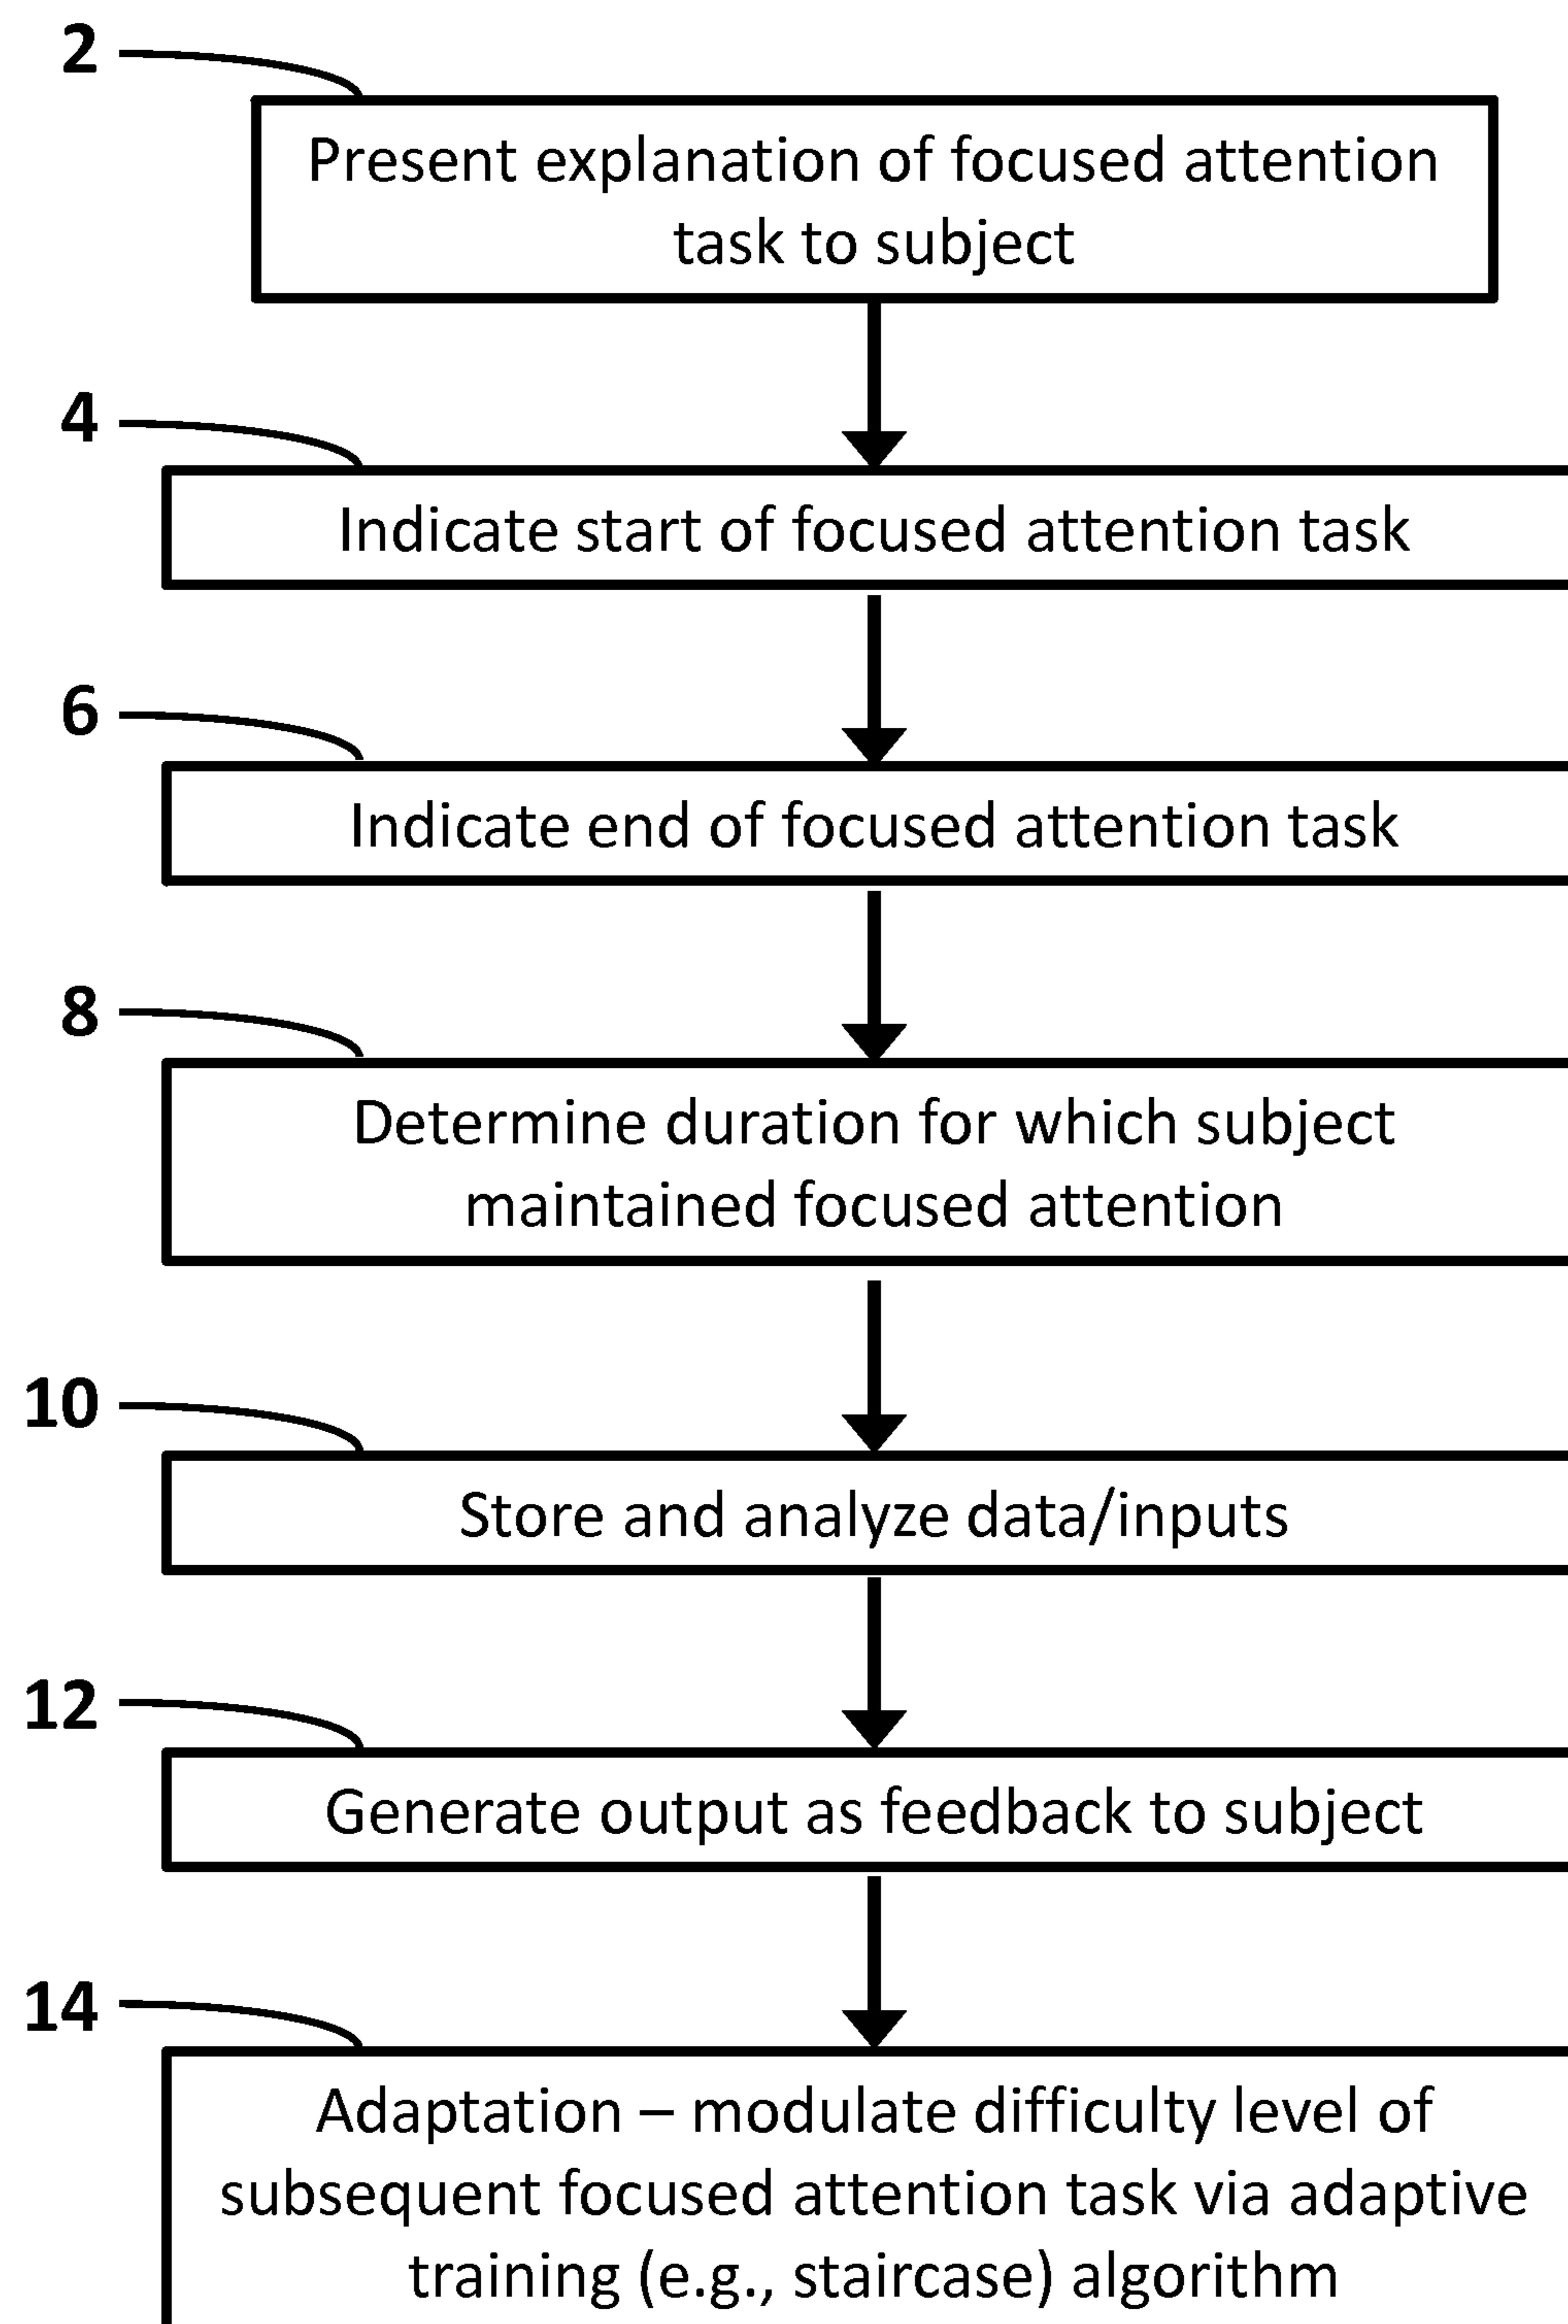 2
Present explanation of focused attention
task to subject
4
Indicate start of focused attention task
6
Indicate end of focused attention task
8
Determine duration for which subject
maintained focused attention
10
Store and analyze data/inputs
12
Generate output as feedback to subject
14
Adaptation – modulate difficulty level of
subsequent focused attention task via adaptive
training (e.g., staircase) algorithm